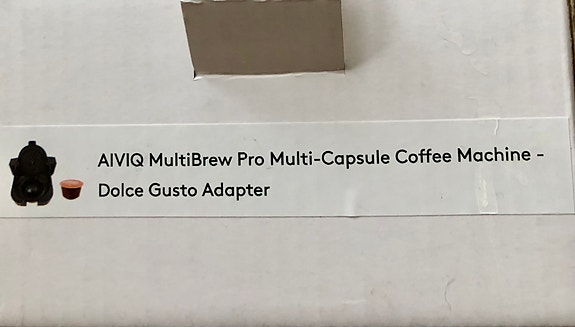 AIVIQ MultiBrew Pro Multi-Capsule Coffee Machine -
Dolce Gusto Adapter